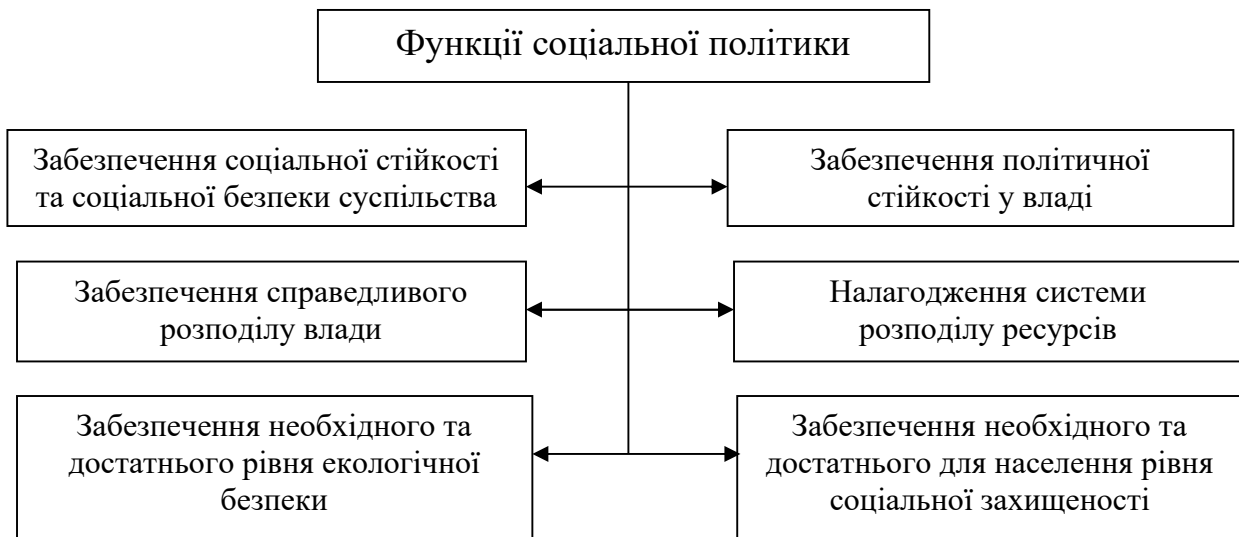 Функції соціальної політики
Забезпечення соціальної стійкості
та соціальної безпеки суспільства
Забезпечення політичної
стійкості у владі
Забезпечення справедливого
розподілу влади
Налагодження системи
розподілу ресурсів
Забезпечення необхідного та
достатнього рівня екологічної
безпеки
Забезпечення необхідного та
достатнього для населення рівня
соціальної захищеності